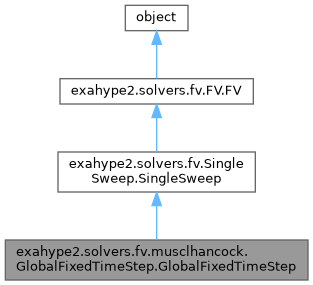 object
exahype2.solvers.fv.FV.FV
exahype2.solvers.fv.Single
Sweep.SingleSweep
exahype2.solvers.fv.musclhancock.
GlobalFixedTimeStep.GlobalFixedTimeStep